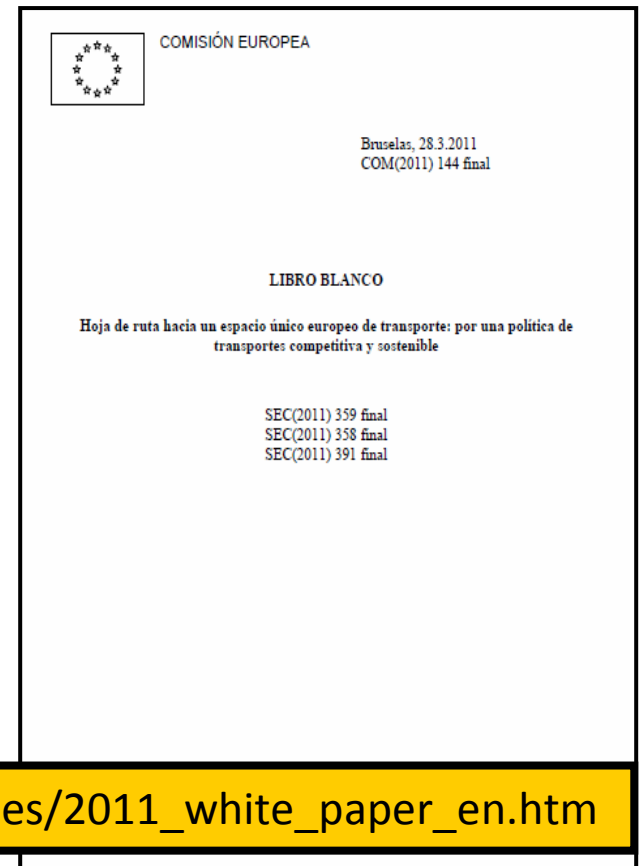 COMISIÓN EUROPEA
Bruselas, 28.3.2011
COM(2011) 144 final
LIBRO BLANCO
Hoja de ruta hacia un espacio único europeo de transporte: por una política de
transportes competitiva y sostenible
SEC(2011) 359 final
SEC(2011) 358 final
SEC(2011) 391 final
es/2011_white_paper_en.htm